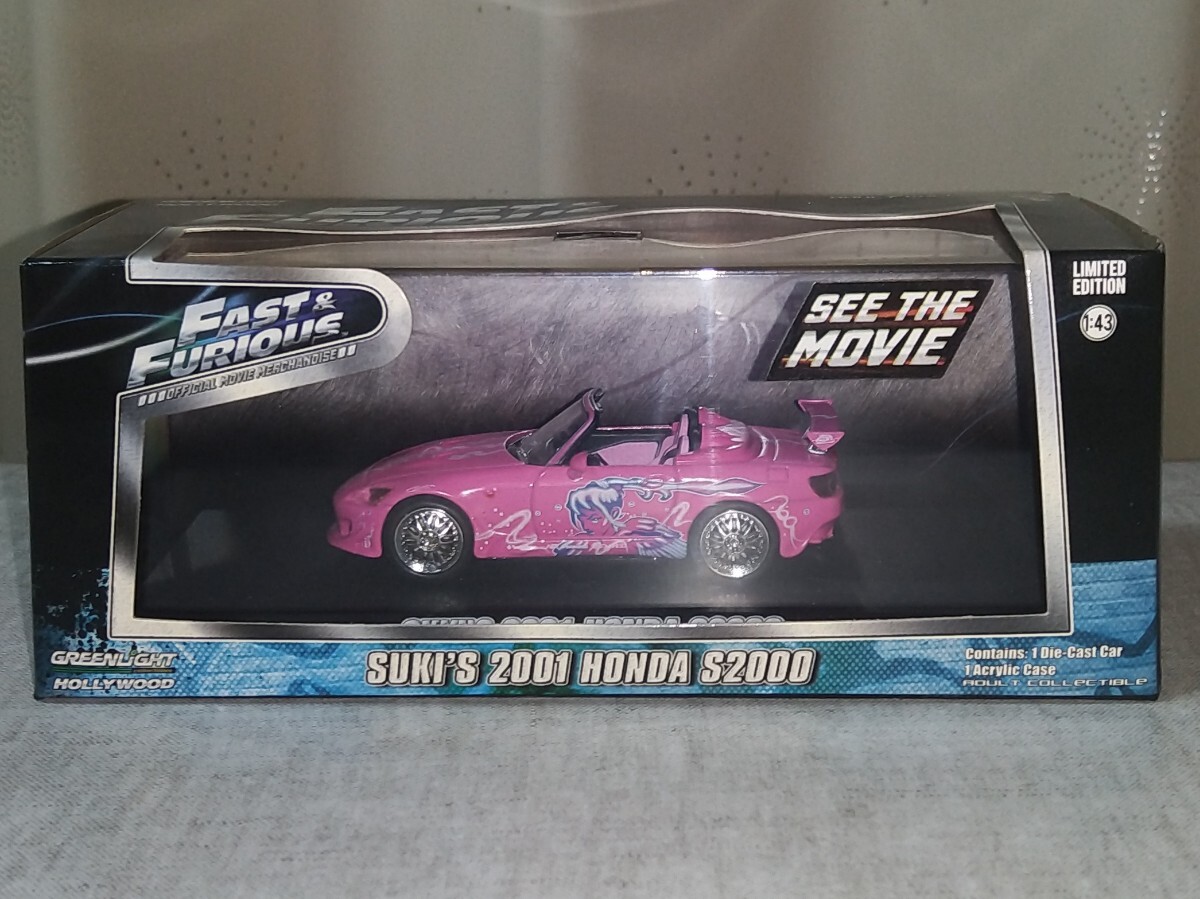 FAST &
FURIOUS™
OFFICIAL MOVIE MERCHANDISE
SEE THE
MOVIE
LIMITED
EDITION
1:43
GREENLIGHT
HOLLYWOOD
SUKI'S 2001 HONDA S2000
Contains: 1 Die-Cast Car
1 Acrylic Case
ADULT COLLECTIBLE